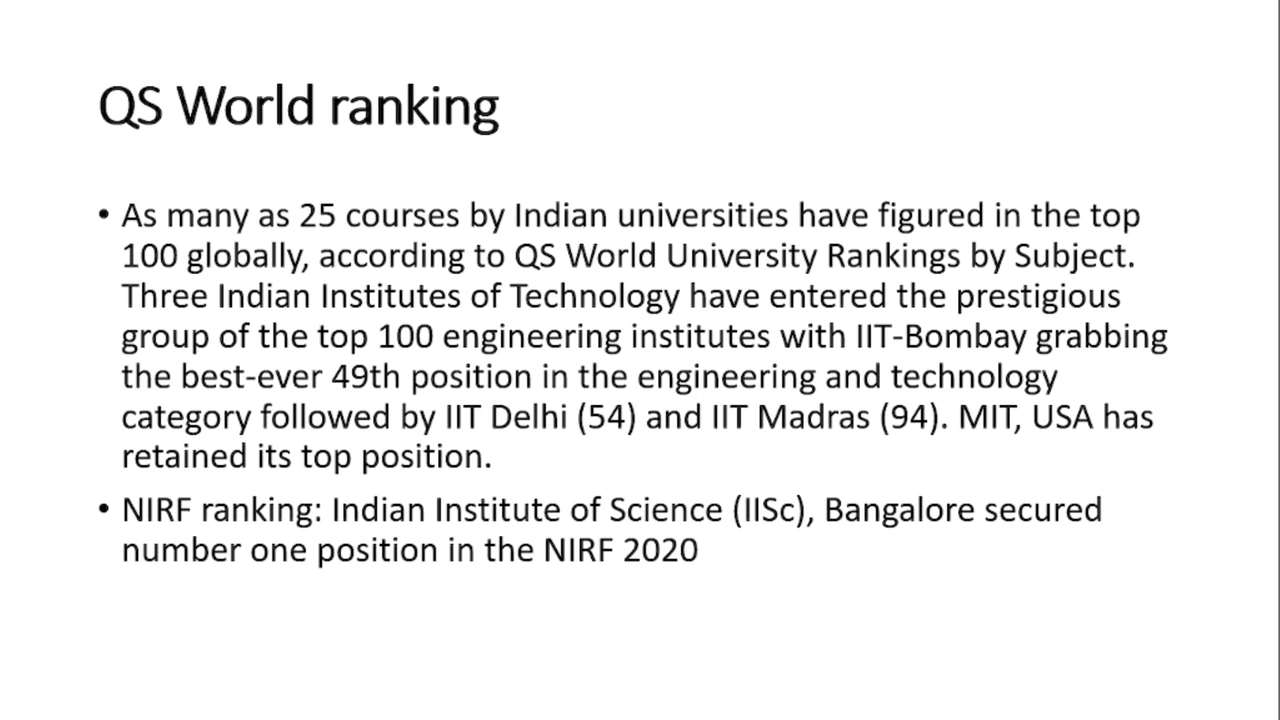 QS World ranking
• As many as 25 courses by Indian universities have figured in the top
100 globally, according to QS World University Rankings by Subject.
Three Indian Institutes of Technology have entered the prestigious
group of the top 100 engineering institutes with IIT-Bombay grabbing
the best-ever 49th position in the engineering and technology
category followed by IIT Delhi (54) and IIT Madras (94). MIT, USA has
retained its top position.
• NIRF ranking: Indian Institute of Science (IISc), Bangalore secured
number one position in the NIRF 2020